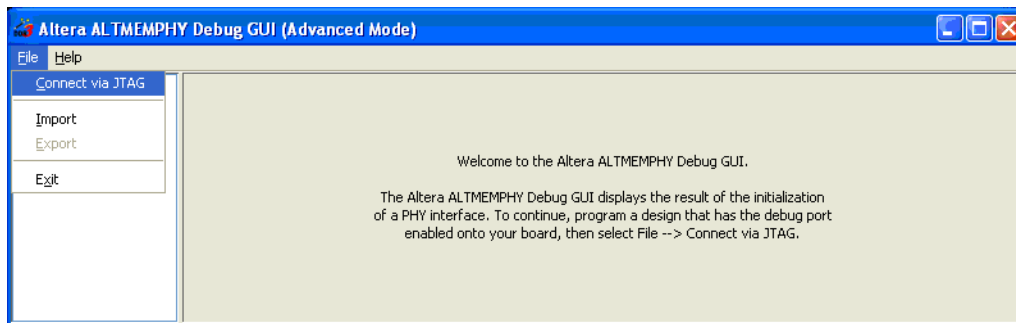 Altera ALTMEMPHY Debug GUI (Advanced Mode)
File Help
Connect via JTAG
Import
Export
Exit
Welcome to the Altera ALTMEMPHY Debug GUI.
The Altera ALTMEMPHY Debug GUI displays the result of the initialization
of a PHY interface. To continue, program a design that has the debug port
enabled onto your board, then select File --> Connect via JTAG.